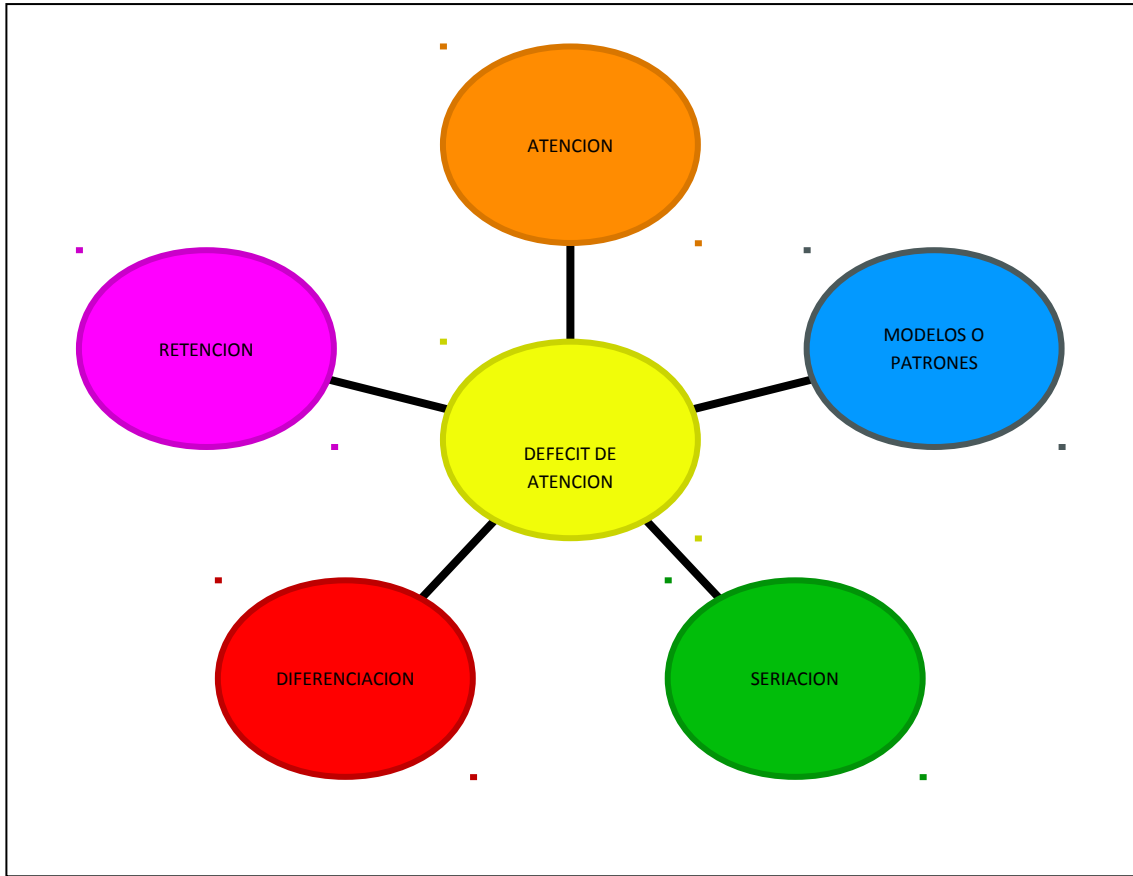 ATENCION
MODELOS O
PATRONES
RETENCION
DEFECIT DE
ATENCION
DIFERENCIACION
SERIACION